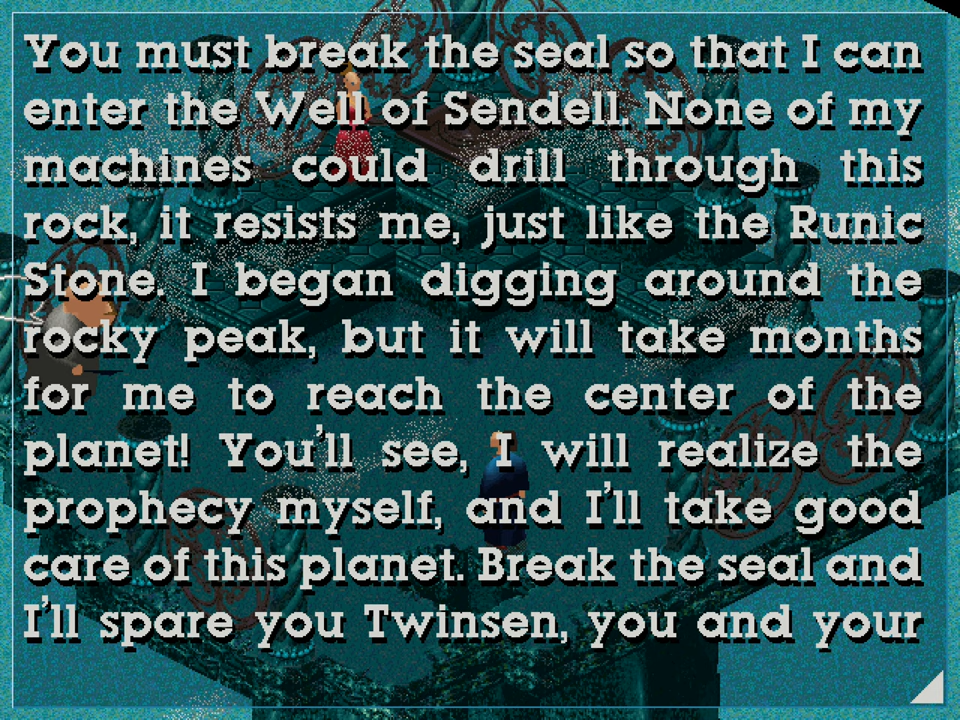 You must break the seal so that I can
enter the Well of Sendell. None of my
machines could drill through this
rock, it resists me, just like the Runic
Stone. I began digging around the
rocky peak, but it will take months
for me to reach the center of the
planet! You'll see, I will realize the
prophecy myself, and I'll take good
care of this planet. Break the seal and
I'll spare you Twinsen, you and your